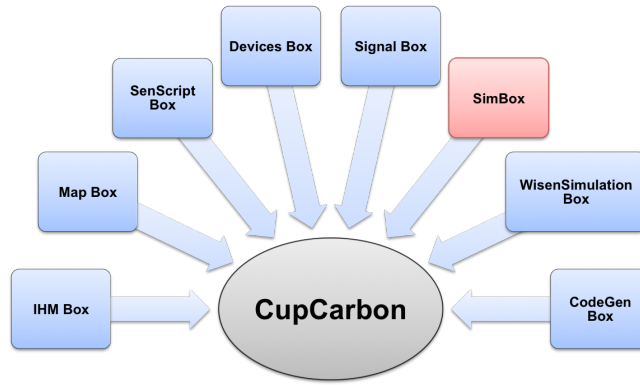 Devices Box
Signal Box
SenScript
Box
SimBox
Map Box
WisenSimulation
Box
IHM Box
CupCarbon
CodeGen
Box